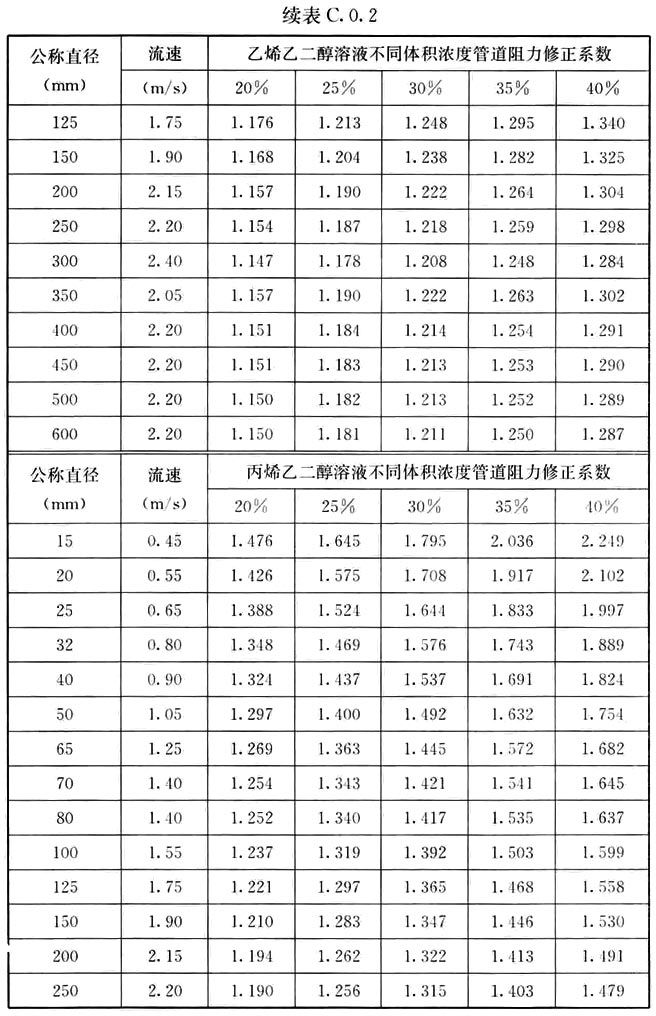 续表 C.0.2
公称直径 流速 乙烯乙二醇溶液不同体积浓度管道阻力修正系数
(mm) (m/s) 20% 25% 30% 35% 40%
125 1.75 1.176 1.213 1.248 1.295 1.340
150 1.90 1.168 1.204 1.238 1.282 1.325
200 2.15 1.157 1.190 1.222 1.264 1.304
250 2.20 1.154 1.187 1.218 1.259 1.298
300 2.40 1.147 1.178 1.208 1.248 1.284
350 2.05 1.157 1.190 1.222 1.263 1.302
400 2.20 1.151 1.184 1.214 1.254 1.291
450 2.20 1.151 1.183 1.213 1.253 1.290
500 2.20 1.150 1.182 1.213 1.252 1.289
600 2.20 1.150 1.181 1.211 1.250 1.287
公称直径 流速 丙烯乙二醇溶液不同体积浓度管道阻力修正系数
(mm) (m/s) 20% 25% 30% 35% 40%
15 0.45 1.476 1.645 1.795 2.036 2.249
20 0.55 1.426 1.575 1.708 1.917 2.102
25 0.65 1.388 1.524 1.644 1.833 1.997
32 0.80 1.348 1.469 1.576 1.743 1.889
40 0.90 1.324 1.437 1.537 1.691 1.824
50 1.05 1.297 1.400 1.492 1.632 1.754
65 1.25 1.269 1.363 1.445 1.572 1.682
70 1.40 1.254 1.343 1.421 1.541 1.645
80 1.40 1.252 1.340 1.417 1.535 1.637
100 1.55 1.237 1.319 1.392 1.503 1.599
125 1.75 1.221 1.297 1.365 1.468 1.558
150 1.90 1.210 1.283 1.347 1.446 1.530
200 2.15 1.194 1.262 1.322 1.413 1.491
250 2.20 1.190 1.256 1.315 1.403 1.479